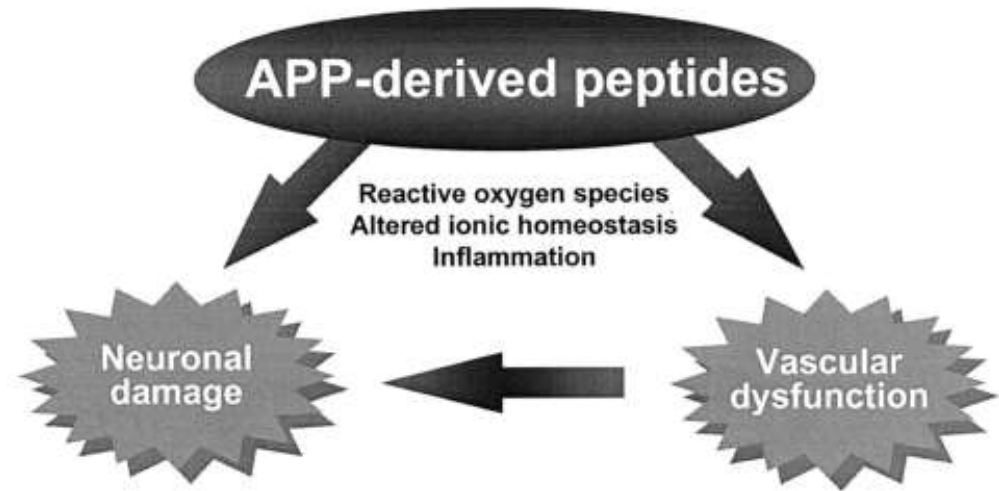 APP-derived peptides
Reactive oxygen species
Altered ionic homeostasis
Inflammation
Neuronal
damage
Vascular
dysfunction